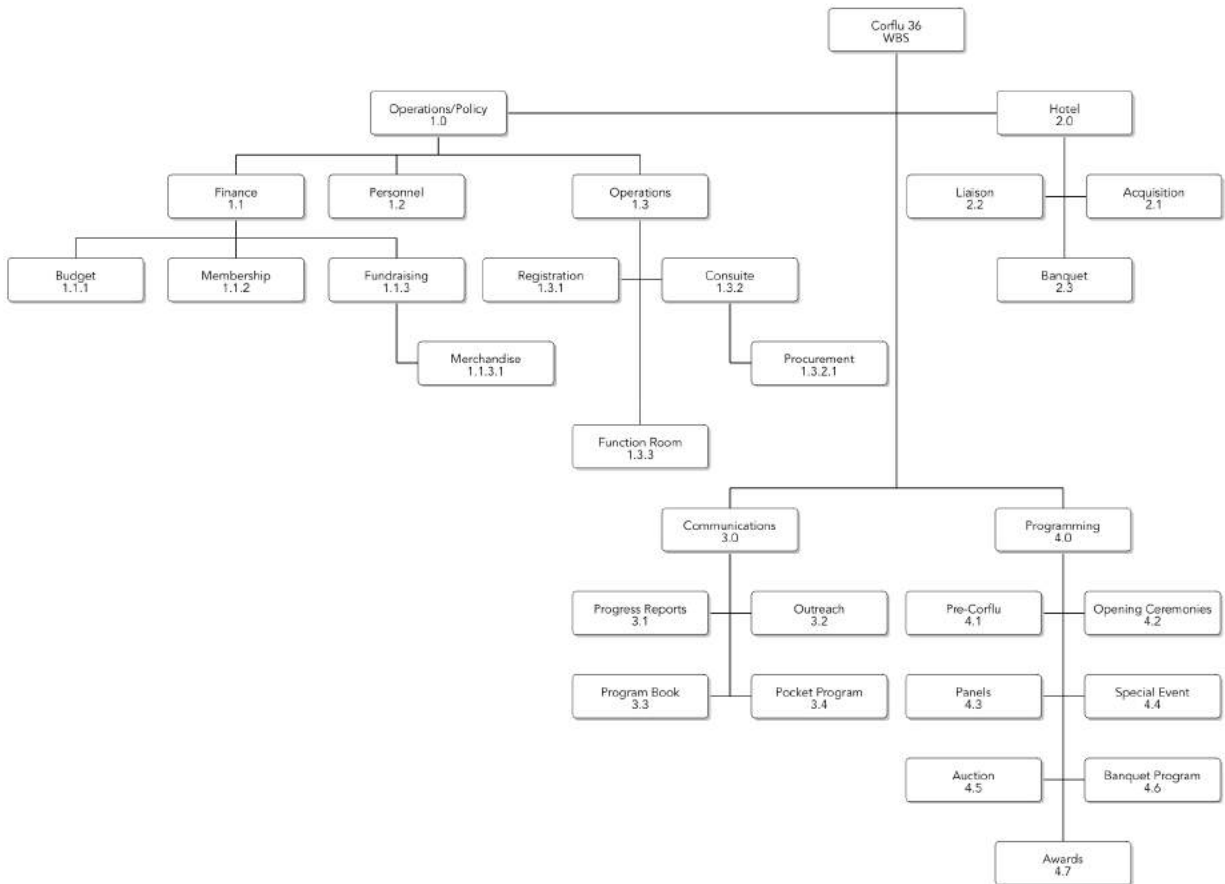 Corflu 36
WBS
Operations/Policy
1.0
Hotel
2.0
Finance
1.1
Personnel
1.2
Operations
1.3
Liaison
2.2
Acquisition
2.1
Budget
1.1.1
Membership
1.1.2
Fundraising
1.1.3
Registration
1.3.1
Consuite
1.3.2
Banquet
2.3
Merchandise
1.1.3.1
Procurement
1.3.2.1
Function Room
1.3.3
Communications
3.0
Programming
4.0
Progress Reports
3.1
Outreach
3.2
Pre-Corflu
4.1
Opening Ceremonies
4.2
Program Book
3.3
Pocket Program
3.4
Panels
4.3
Special Event
4.4
Auction
4.5
Banquet Program
4.6
Awards
4.7